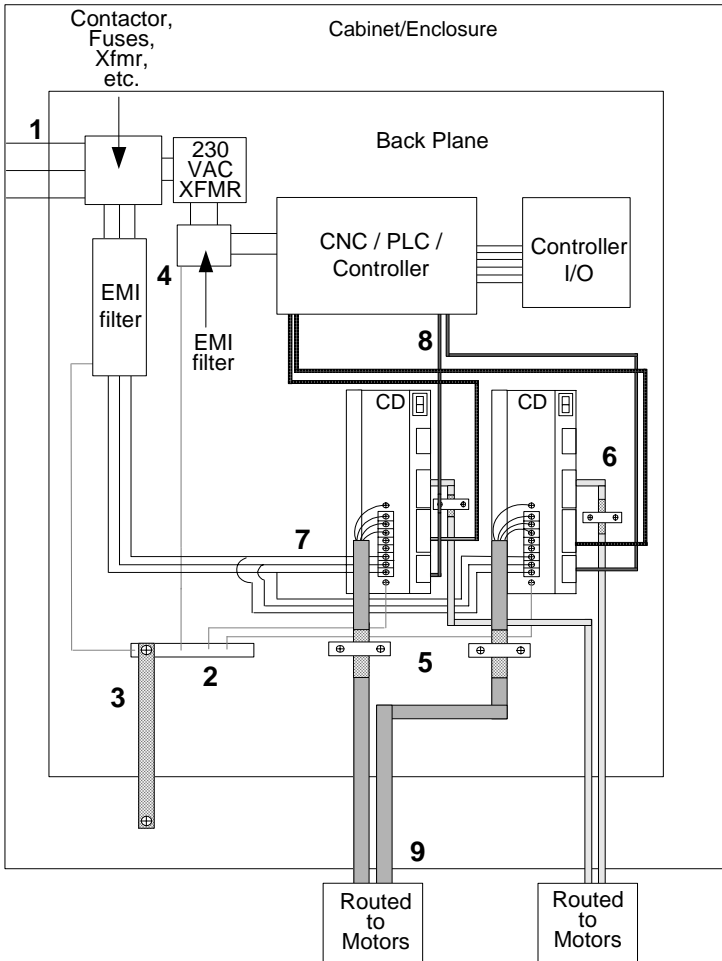 Contactor,
Fuses,
Xfmr,
etc.
Cabinet/Enclosure
1
230
VAC
XFMR
Back Plane
CNC / PLC /
Controller
Controller
I/O
4
EMI
filter
EMI
filter
8
CD
CD
6
7
5
2
3
9
Routed
to
Motors
Routed
to
Motors